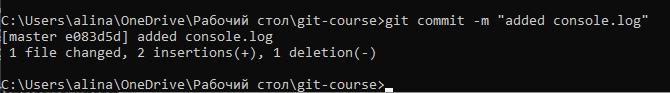 C:\Users\alina\OneDrive\Рабочий стол\git-course>git commit -m "added console.log"
[master e083d5d] added console.log
 1 file changed, 2 insertions(+), 1 deletion(-)
C:\Users\alina\OneDrive\Рабочий стол\git-course>